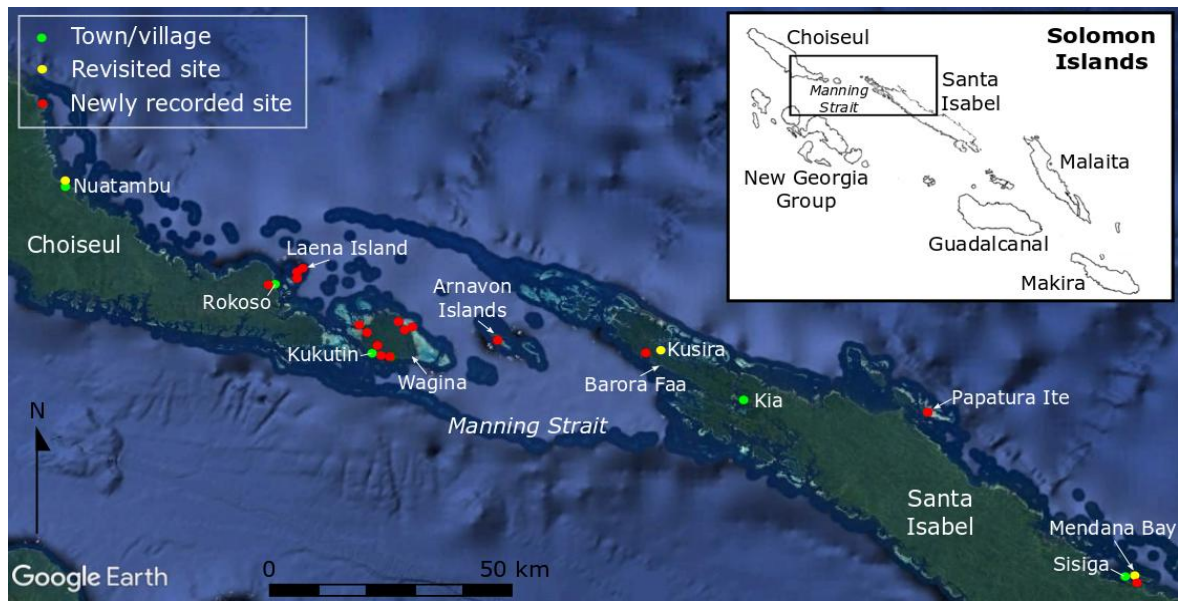 Town/village
Revisited site
Newly recorded site
Choiseul
Solomon
Islands
Manning
Strait
Santa
Isabel
Malaita
New Georgia
Group
Guadalcanal
Makira
Nuatambu
Choiseul
Laena Island
Rokoso
Arnavon
Islands
Kukutin
Wagina
Kusira
Barora Faa
Kia
Papatura Ite
Manning Strait
Santa
Isabel
Mendana Bay
Sisiga
N
0 50 km
Google Earth